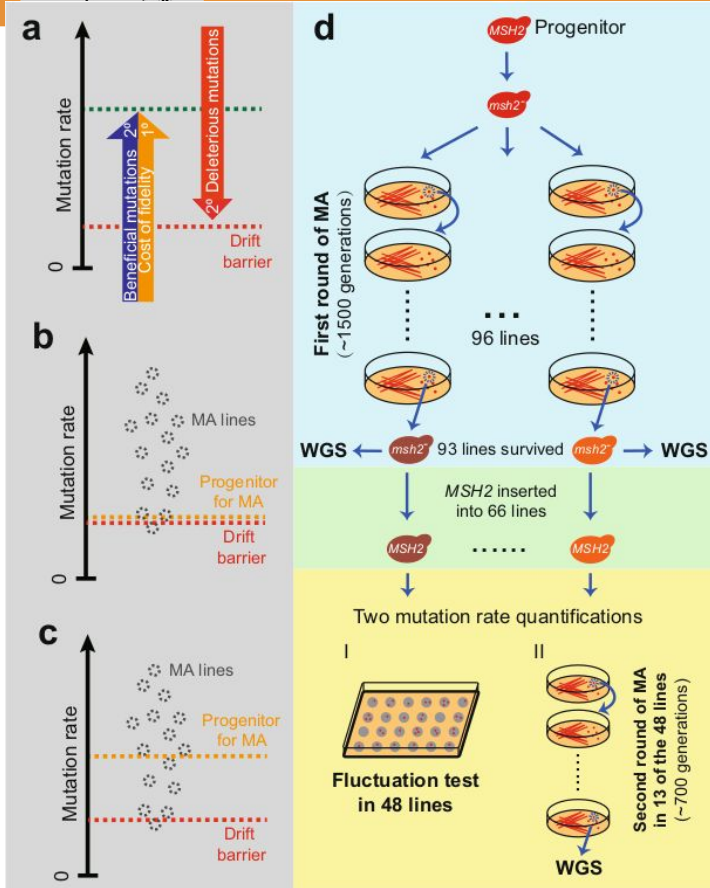 a
Mutation rate
0
Beneficial mutations 2º
Cost of fidelity 1º
2º Deleterious mutations
Drift
barrier
b
Mutation rate
0
MA lines
Progenitor
for MA
Drift
barrier
c
Mutation rate
0
MA lines
Progenitor
for MA
Drift
barrier
d
MSH2 Progenitor
msh2⁻
First round of MA
(~1500 generations)
...
96 lines
WGS msh2⁻ 93 lines survived msh2⁻ WGS
MSH2 inserted
into 66 lines
MSH2 ...... MSH2
Two mutation rate quantifications
I
II
Fluctuation test
in 48 lines
Second round of MA
in 13 of the 48 lines
(~700 generations)
WGS